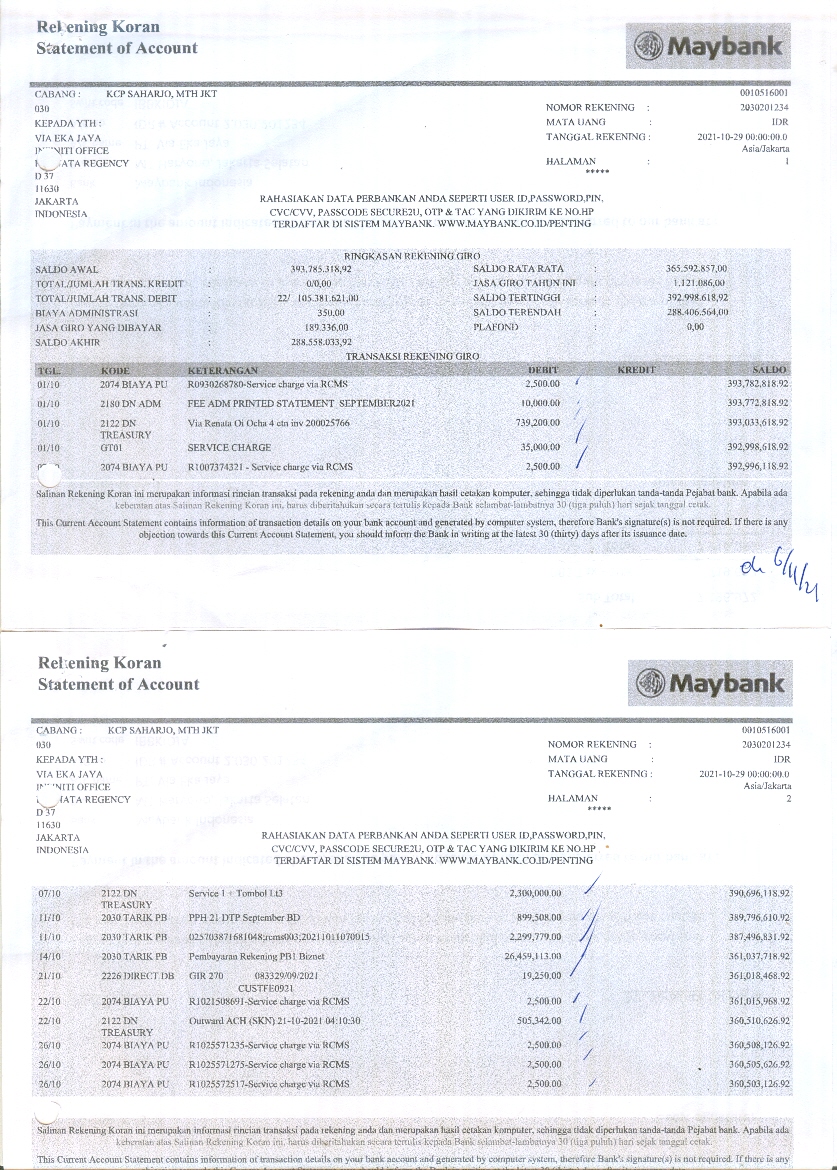 Rekening Koran
Statement of Account
Maybank
CABANG : KCP SAHARJO, MTH JKT 0010516001
030 NOMOR REKENING : 2030201234
KEPADA YTH : MATA UANG : IDR
VIA EKA JAYA TANGGAL REKENING : 2021-10-29 00:00:00.0
OFFICE Asia/Jakarta
REGENCY HALAMAN : 1
D 37 *****
11630
JAKARTA
INDONESIA
RAHASIAKAN DATA PERBANKAN ANDA SEPERTI USER ID,PASSWORD,PIN,
CVC/CVV, PASSCODE SECURE2U, OTP & TAC YANG DIKIRIM KE NO.HP
TERDAFTAR DI SISTEM MAYBANK. WWW.MAYBANK.CO.ID/PENTING
RINGKASAN REKENING GIRO
SALDO AWAL : 393.785.318,92 SALDO RATA RATA : 365.592.857,00
TOTAL/JUMLAH TRANS. KREDIT : 0/0,00 JASA GIRO TAHUN INI : 1,121.086,00
TOTAL/JUMLAH TRANS. DEBIT : 22/ 105.381.621,00 SALDO TERTINGGI : 392.998.618,92
BIAYA ADMINISTRASI : 350,00 SALDO TERENDAH : 288.406.564,00
JASA GIRO YANG DIBAYAR : 189.336,00 PLAFOND : 0,00
SALDO AKHIR : 288.558.033,92
TRANSAKSI REKENING GIRO
TGL. KODE KETERANGAN DEBIT KREDIT SALDO
01/10 2074 BIAYA PU R0930268780-Service charge via RCMS 2,500.00 393,782,818.92
01/10 2180 DN ADM FEE ADM PRINTED STATEMENT SEPTEMBER2021 10,000.00 393,772,818.92
01/10 2122 DN TREASURY Via Renata Oi Ocha 4 ctn inv 200025766 739,200.00 393,033,618.92
01/10 GT01 SERVICE CHARGE 35,000.00 392,998,618.92
2074 BIAYA PU R1007374321 - Service charge via RCMS 2,500.00 392,996,118.92
Salinan Rekening Koran ini merupakan informasi rincian transaksi pada rekening anda dan merupakan hasil cetakan komputer, sehingga tidak diperlukan tanda-tanda Pejabat bank. Apabila ada
keberatan atas Salinan Rekening Koran ini, harus diberitahukan secara tertulis kepada Bank selambat-lambatnya 30 (tiga puluh) hari sejak tanggal cetak.
This Current Account Statement contains information of transaction details on your bank account and generated by computer system, therefore Bank's signature(s) is not required. If there is any
objection towards this Current Account Statement, you should inform the Bank in writing at the latest 30 (thirty) days after its issuance date.
6/11/21
Rekening Koran
Statement of Account
Maybank
CABANG : KCP SAHARJO, MTH JKT 0010516001
030 NOMOR REKENING : 2030201234
KEPADA YTH : MATA UANG : IDR
VIA EKA JAYA TANGGAL REKENING : 2021-10-29 00:00:00.0
OFFICE Asia/Jakarta
REGENCY HALAMAN : 2
D 37 *****
11630
JAKARTA
INDONESIA
RAHASIAKAN DATA PERBANKAN ANDA SEPERTI USER ID,PASSWORD,PIN,
CVC/CVV, PASSCODE SECURE2U, OTP & TAC YANG DIKIRIM KE NO.HP
TERDAFTAR DI SISTEM MAYBANK. WWW.MAYBANK.CO.ID/PENTING
07/10 2122 DN TREASURY Service 1 + Tombol Lt3 2,300,000.00 390,696,118.92
11/10 2030 TARIK PB PPH 21 DTP September BD 899,508.00 389,796,610.92
11/10 2030 TARIK PB 025703871681048;rcms003;20211011070015 2,299,779.00 387,496,831.92
14/10 2030 TARIK PB Pembayaran Rekening PB1 Biznet 26,459,113.00 361,037,718.92
21/10 2226 DIRECT DB GIR 270 083329/09/2021 19,250.00 361,018,468.92
CUSTFE0921
22/10 2074 BIAYA PU R1021508691-Service charge via RCMS 2,500.00 361,015,968.92
22/10 2122 DN TREASURY Outward ACH (SKN) 21-10-2021 04:10:30 505,342.00 360,510,626.92
26/10 2074 BIAYA PU R1025571235-Service charge via RCMS 2,500.00 360,508,126.92
26/10 2074 BIAYA PU R1025571275-Service charge via RCMS 2,500.00 360,505,626.92
26/10 2074 BIAYA PU R1025572517-Service charge via RCMS 2,500.00 360,503,126.92
Salinan Rekening Koran ini merupakan informasi rincian transaksi pada rekening anda dan merupakan hasil cetakan komputer, sehingga tidak diperlukan tanda-tanda Pejabat bank. Apabila ada
keberatan atas Salinan Rekening Koran ini, harus diberitahukan secara tertulis kepada Bank selambat-lambatnya 30 (tiga puluh) hari sejak tanggal cetak.
This Current Account Statement contains information of transaction details on your bank account and generated by computer system, therefore Bank's signature(s) is not required. If there is any